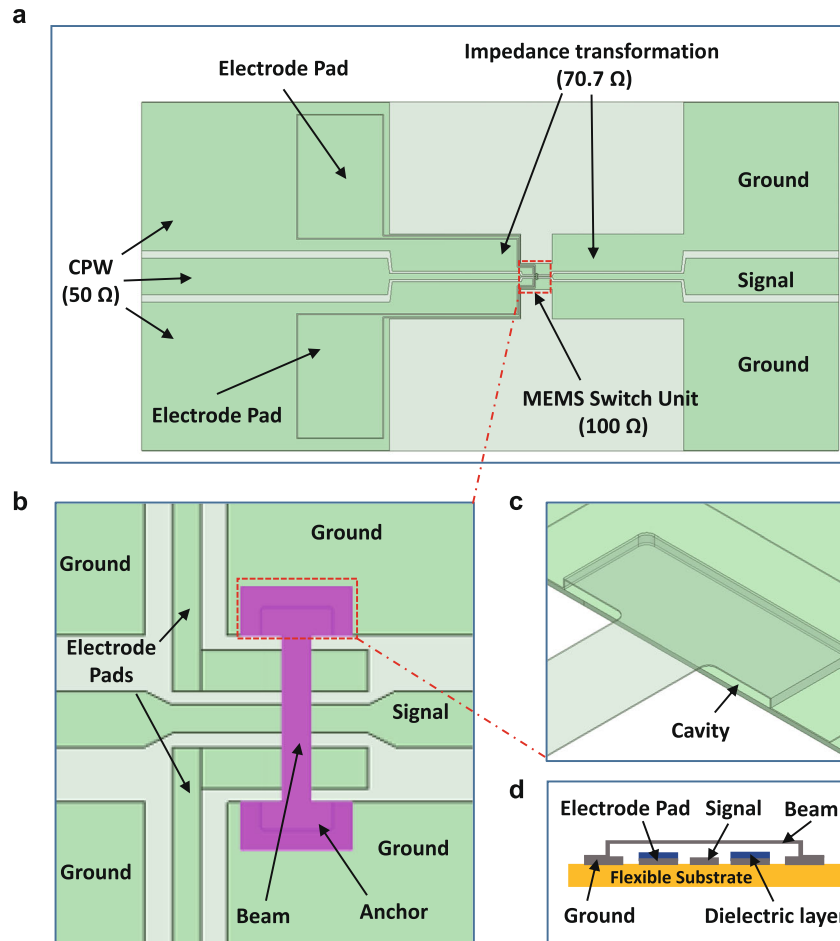 a
Impedance transformation
(70.7 Ω)
Electrode Pad
Ground
CPW
(50 Ω)
Signal
Ground
Electrode Pad
MEMS Switch Unit
(100 Ω)
b
Ground
Ground
Electrode
Pads
Signal
Ground
Ground
Beam
Anchor
c
Cavity
d
Electrode Pad
Signal
Beam
Flexible Substrate
Ground
Dielectric layer